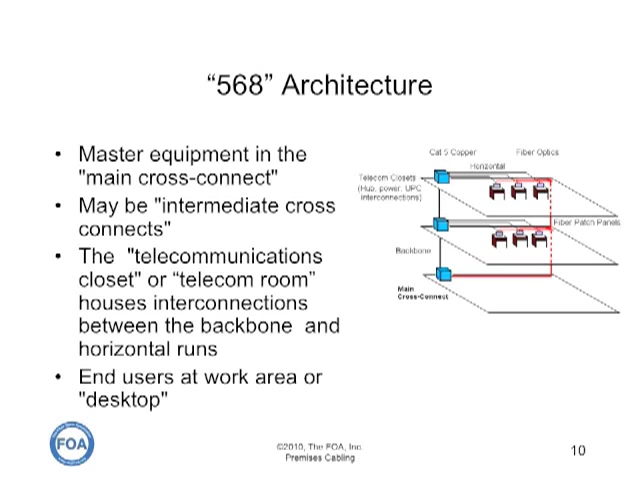 “568” Architecture
• Master equipment in the
"main cross-connect"
• May be "intermediate cross
connects"
• The "telecommunications
closet" or “telecom room”
houses interconnections
between the backbone and
horizontal runs
• End users at work area or
"desktop"
Cat 5 Copper
Fiber Optics
Horizontal
Telecom Closets
(Hub, power, UPC
interconnections)
Fiber Patch Panels
Backbone
Main
Cross-Connect
FOA
©2010, The FOA, Inc.
Premises Cabling
10